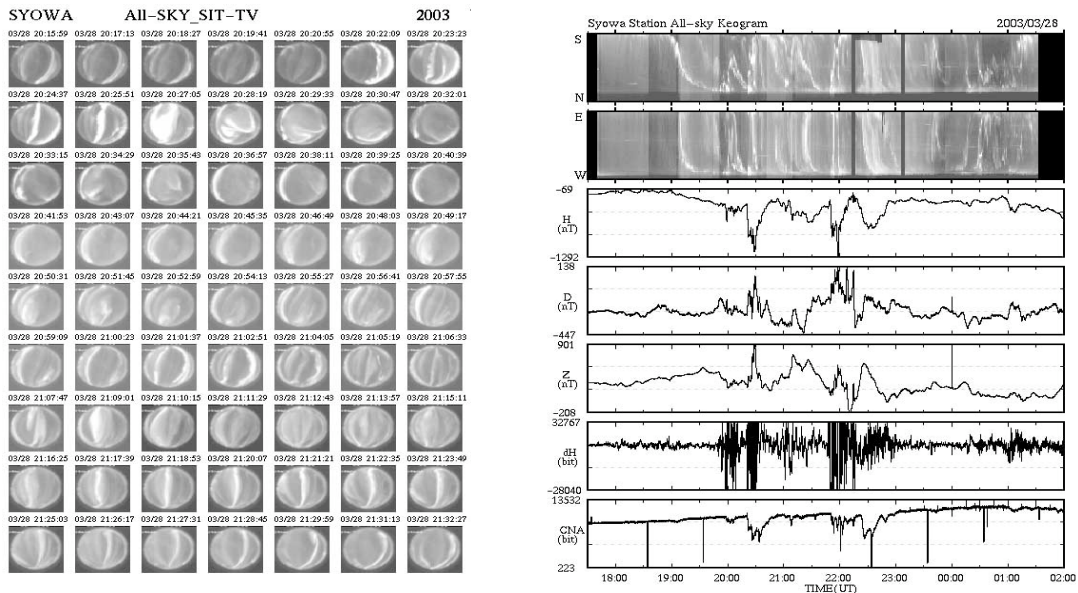 SYOWA All-SKY_SIT-TV 2003
03/28 20:15:59 03/28 20:17:13 03/28 20:18:27 03/28 20:19:41 03/28 20:20:55 03/28 20:22:09 03/28 20:23:23
03/28 20:24:37 03/28 20:25:51 03/28 20:27:05 03/28 20:28:19 03/28 20:29:33 03/28 20:30:47 03/28 20:32:01
03/28 20:33:15 03/28 20:34:29 03/28 20:35:43 03/28 20:36:57 03/28 20:38:11 03/28 20:39:25 03/28 20:40:39
03/28 20:41:53 03/28 20:43:07 03/28 20:44:21 03/28 20:45:35 03/28 20:46:49 03/28 20:48:03 03/28 20:49:17
03/28 20:50:31 03/28 20:51:45 03/28 20:52:59 03/28 20:54:13 03/28 20:55:27 03/28 20:56:41 03/28 20:57:55
03/28 20:59:09 03/28 21:00:23 03/28 21:01:37 03/28 21:02:51 03/28 21:04:05 03/28 21:05:19 03/28 21:06:33
03/28 21:07:47 03/28 21:09:01 03/28 21:10:15 03/28 21:11:29 03/28 21:12:43 03/28 21:13:57 03/28 21:15:11
03/28 21:16:25 03/28 21:17:39 03/28 21:18:53 03/28 21:20:07 03/28 21:21:21 03/28 21:22:35 03/28 21:23:49
03/28 21:25:03 03/28 21:26:17 03/28 21:27:31 03/28 21:28:45 03/28 21:29:59 03/28 21:31:13 03/28 21:32:27
Syowa Station All-sky Keogram 2003/03/28
S
N
E
W
-69
H
(nT)
-1292
138
D
(nT)
-447
901
Z
(nT)
-208
32767
dH
(bit)
-28040
13532
CNA
(bit)
223
18:00 19:00 20:00 21:00 22:00 23:00 00:00 01:00 02:00
TIME(UT)